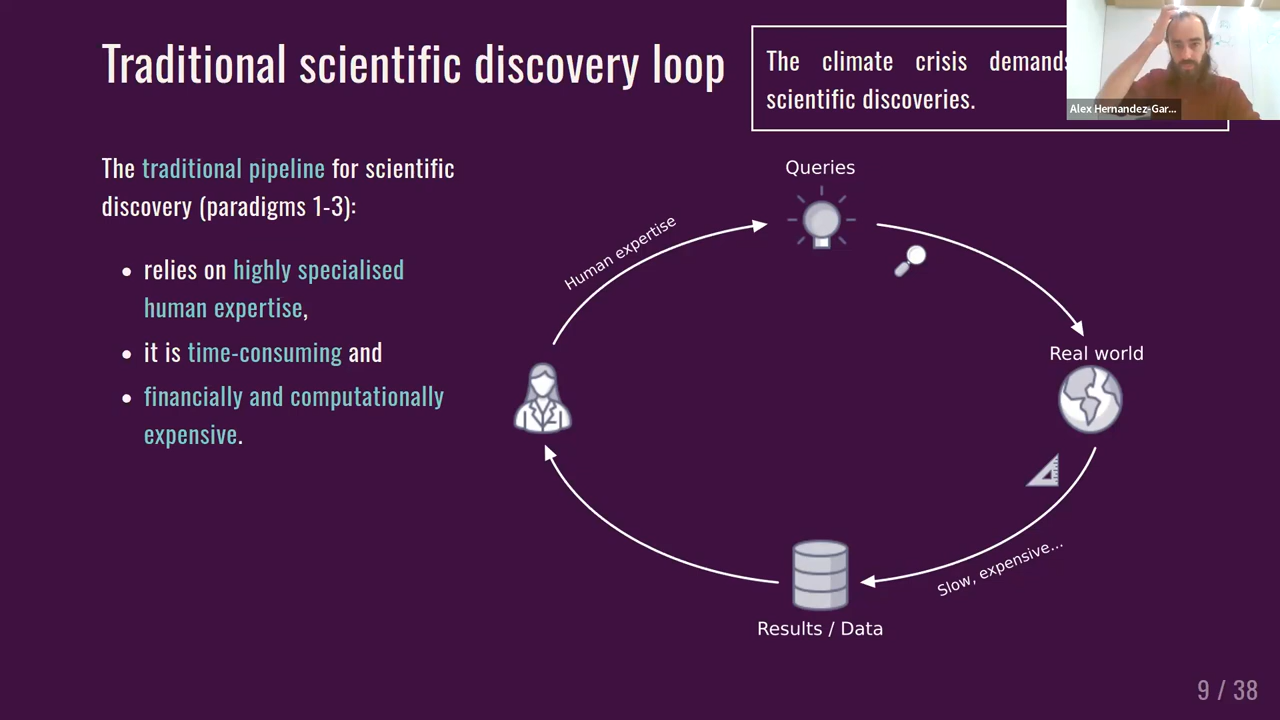 Traditional scientific discovery loop
The climate crisis demands
scientific discoveries.
Alex Hernandez-Gar...
The traditional pipeline for scientific
discovery (paradigms 1-3):
relies on highly specialised
human expertise,
it is time-consuming and
financially and computationally
expensive.
Queries
Human expertise
Real world
Slow, expensive...
Results / Data
9 / 38